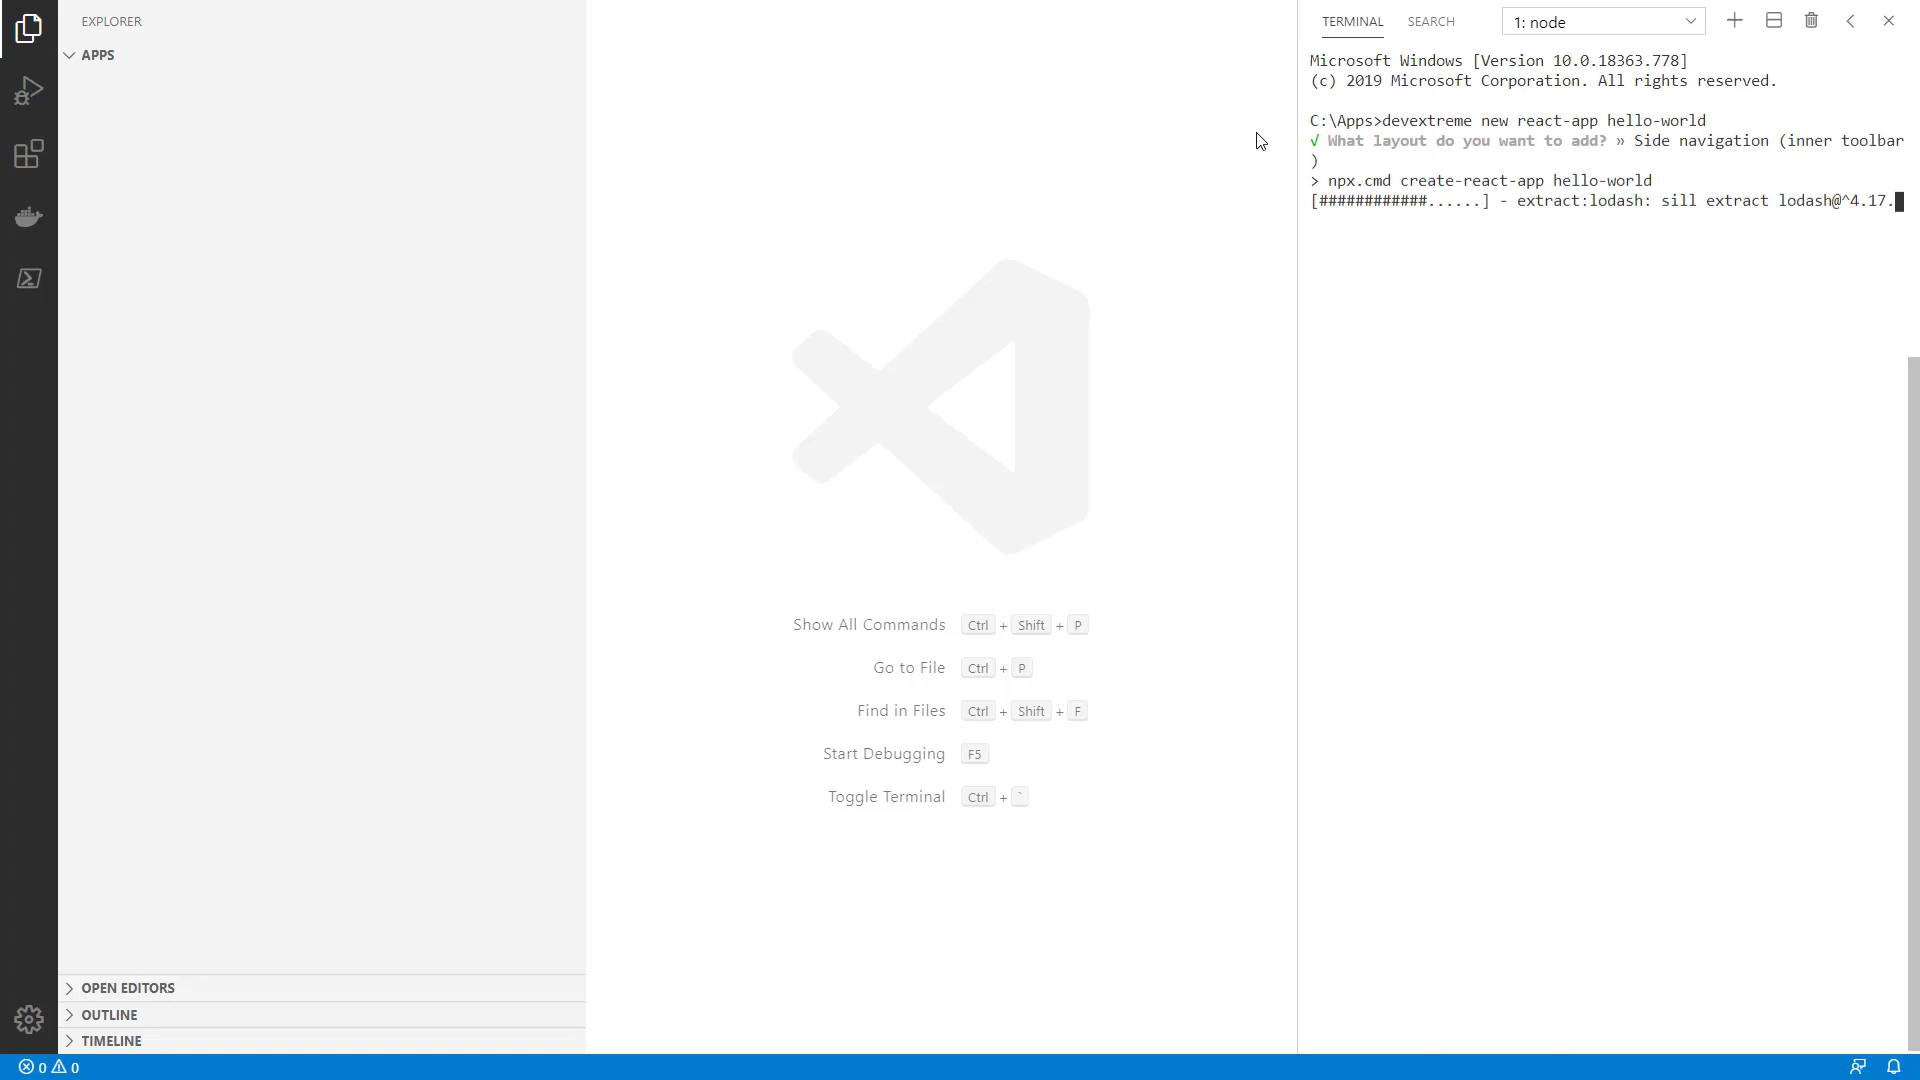 EXPLORER
APPS
OPEN EDITORS
OUTLINE
TIMELINE
0 0
Show All Commands Ctrl + Shift + P
Go to File Ctrl + P
Find in Files Ctrl + Shift + F
Start Debugging F5
Toggle Terminal Ctrl + `
TERMINAL SEARCH 1: node
Microsoft Windows [Version 10.0.18363.778]
(c) 2019 Microsoft Corporation. All rights reserved.
C:\Apps>devextreme new react-app hello-world
√ What layout do you want to add? » Side navigation (inner toolbar
)
> npx.cmd create-react-app hello-world
[############......] - extract:lodash: sill extract lodash@^4.17.